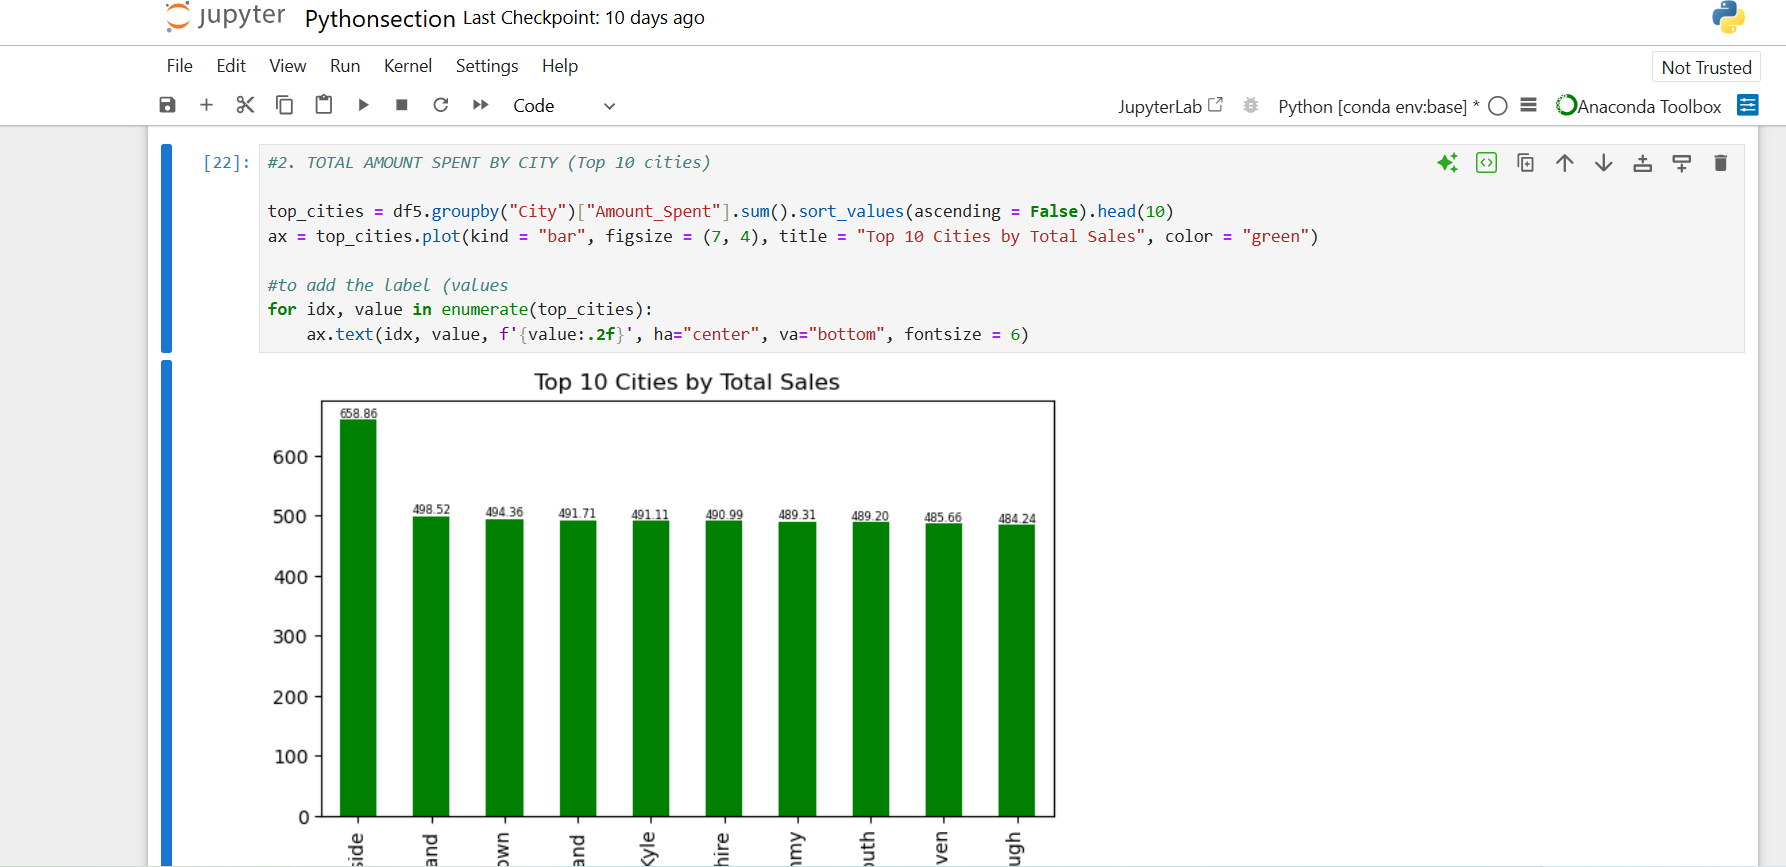 jupyter Pythonsection Last Checkpoint: 10 days ago
File Edit View Run Kernel Settings Help
Not Trusted
Code
JupyterLab Python [conda env:base] * Anaconda Toolbox
[22]: #2. TOTAL AMOUNT SPENT BY CITY (Top 10 cities)
top_cities = df5.groupby("City")["Amount_Spent"].sum().sort_values(ascending = False).head(10)
ax = top_cities.plot(kind = "bar", figsize = (7, 4), title = "Top 10 Cities by Total Sales", color = "green")
#to add the label (values
for idx, value in enumerate(top_cities):
    ax.text(idx, value, f'{value:.2f}', ha="center", va="bottom", fontsize = 6)
Top 10 Cities by Total Sales
658.86
498.52 494.36 491.71 491.11 490.99 489.31 489.20 485.66 484.24
600
500
400
300
200
100
0
side and own and Kyle hire mmy outh ven ugh